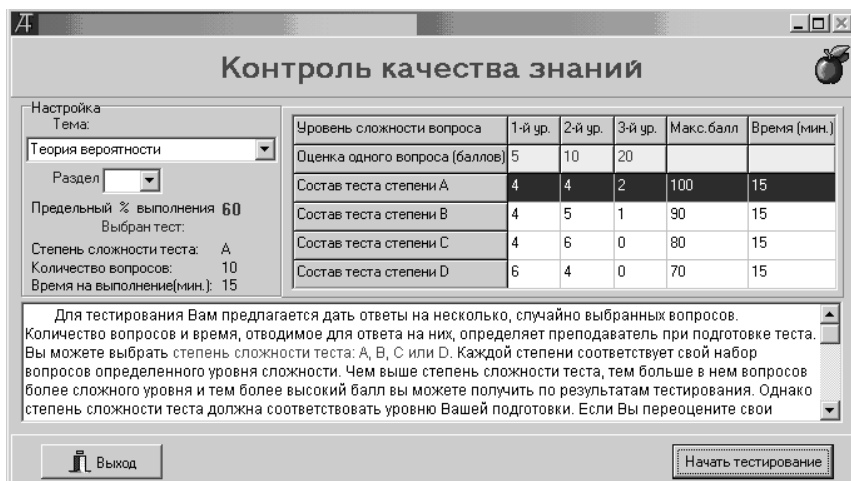 Контроль качества знаний
Настройка
Тема:
Теория вероятности
Раздел
Предельный % выполнения 60
Выбран тест:
Степень сложности теста: A
Количество вопросов: 10
Время на выполнение(мин.): 15
Уровень сложности вопроса 1-й ур. 2-й ур. 3-й ур. Макс.балл Время (мин.)
Оценка одного вопроса (баллов) 5 10 20
Состав теста степени A 4 4 2 100 15
Состав теста степени B 4 5 1 90 15
Состав теста степени C 4 6 0 80 15
Состав теста степени D 6 4 0 70 15
Для тестирования Вам предлагается дать ответы на несколько, случайно выбранных вопросов.
Количество вопросов и время, отводимое для ответа на них, определяет преподаватель при подготовке теста.
Вы можете выбрать степень сложности теста: A, B, C или D. Каждой степени соответствует свой набор
вопросов определенного уровня сложности. Чем выше степень сложности теста, тем больше в нем вопросов
более сложного уровня и тем более высокий балл вы можете получить по результатам тестирования. Однако
степень сложности теста должна соответствовать уровню Вашей подготовки. Если Вы переоцените свои
Выход
Начать тестирование